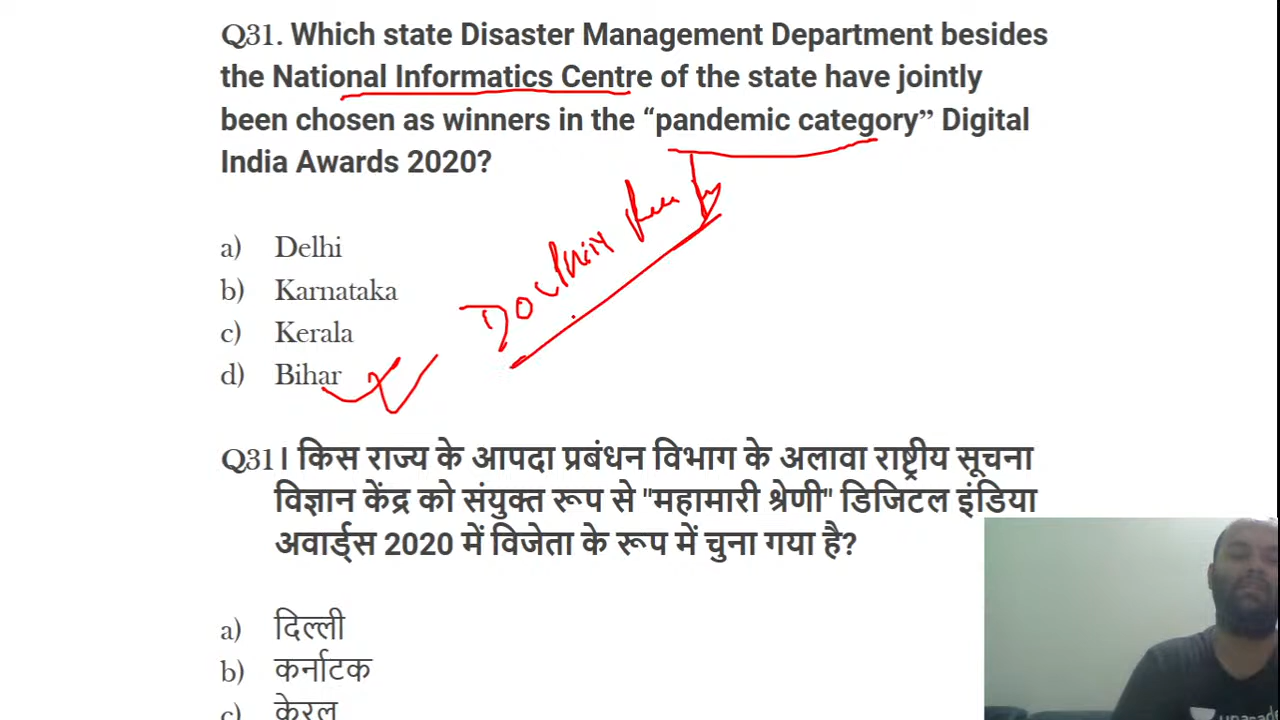 Q31. Which state Disaster Management Department besides
the National Informatics Centre of the state have jointly
been chosen as winners in the “pandemic category” Digital
India Awards 2020?
a) Delhi
b) Karnataka
c) Kerala
d) Bihar
Q31। किस राज्य के आपदा प्रबंधन विभाग के अलावा राष्ट्रीय सूचना
विज्ञान केंद्र को संयुक्त रूप से "महामारी श्रेणी" डिजिटल इंडिया
अवार्ड्स 2020 में विजेता के रूप में चुना गया है?
a) दिल्ली
b) कर्नाटक
c) केरल